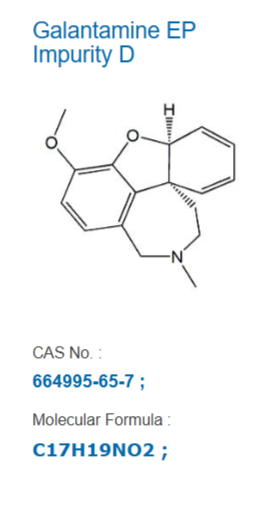 Galantamine EP
Impurity D
H
O
O
N
CAS No. :
664995-65-7 ;
Molecular Formula :
C17H19NO2 ;